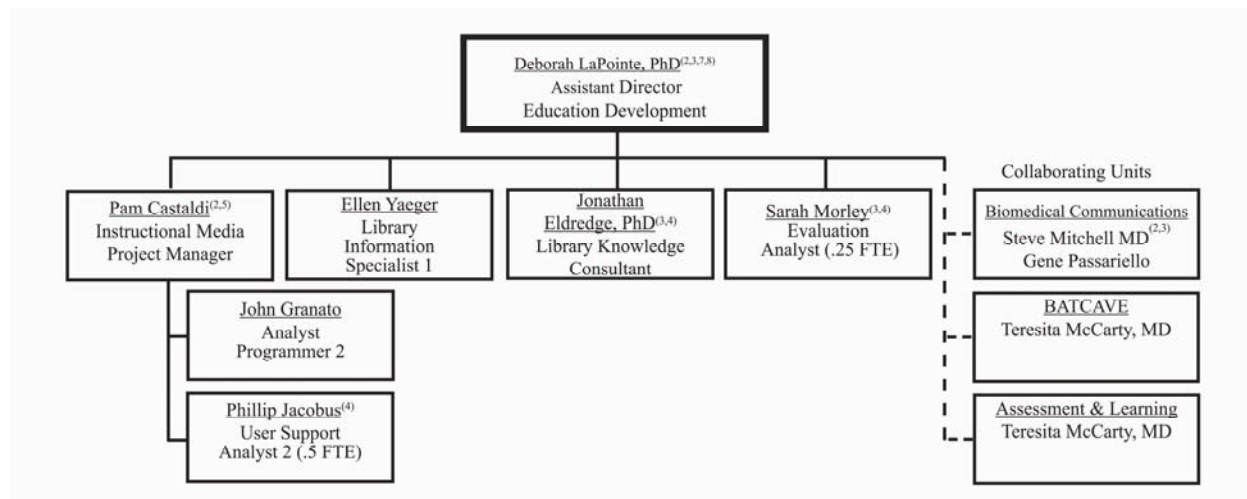 Deborah LaPointe, PhD(2,3,7,8)
Assistant Director
Education Development
Pam Castaldi(2,5)
Instructional Media
Project Manager
Ellen Yaeger
Library
Information
Specialist 1
Jonathan
Eldredge, PhD(3,4)
Library Knowledge
Consultant
Sarah Morley(3,4)
Evaluation
Analyst (.25 FTE)
John Granato
Analyst
Programmer 2
Phillip Jacobus(4)
User Support
Analyst 2 (.5 FTE)
Collaborating Units
Biomedical Communications
Steve Mitchell MD(2,3)
Gene Passariello
BATCAVE
Teresita McCarty, MD
Assessment & Learning
Teresita McCarty, MD